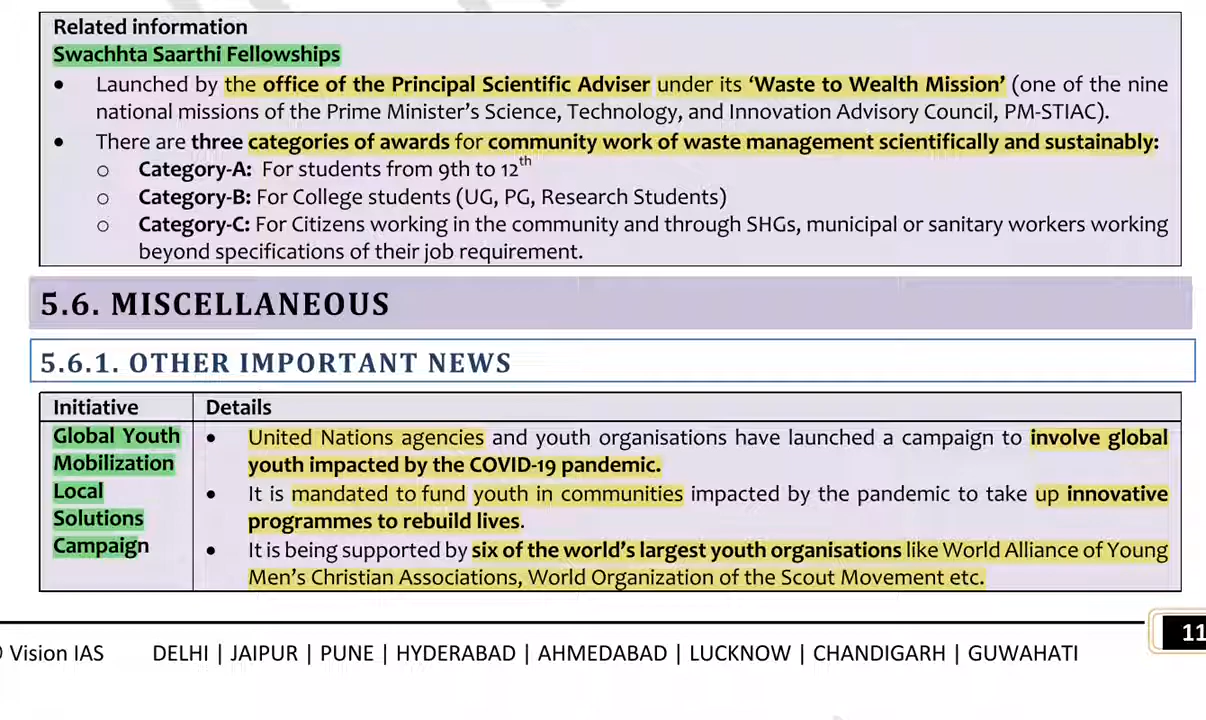 Related information
Swachhta Saarthi Fellowships
• Launched by the office of the Principal Scientific Adviser under its ‘Waste to Wealth Mission’ (one of the nine
national missions of the Prime Minister’s Science, Technology, and Innovation Advisory Council, PM-STIAC).
• There are three categories of awards for community work of waste management scientifically and sustainably:
o Category-A: For students from 9th to 12th
o Category-B: For College students (UG, PG, Research Students)
o Category-C: For Citizens working in the community and through SHGs, municipal or sanitary workers working
beyond specifications of their job requirement.
5.6. MISCELLANEOUS
5.6.1. OTHER IMPORTANT NEWS
Initiative Details
Global Youth
Mobilization
Local
Solutions
Campaign
• United Nations agencies and youth organisations have launched a campaign to involve global
youth impacted by the COVID-19 pandemic.
• It is mandated to fund youth in communities impacted by the pandemic to take up innovative
programmes to rebuild lives.
• It is being supported by six of the world’s largest youth organisations like World Alliance of Young
Men’s Christian Associations, World Organization of the Scout Movement etc.
Vision IAS DELHI | JAIPUR | PUNE | HYDERABAD | AHMEDABAD | LUCKNOW | CHANDIGARH | GUWAHATI